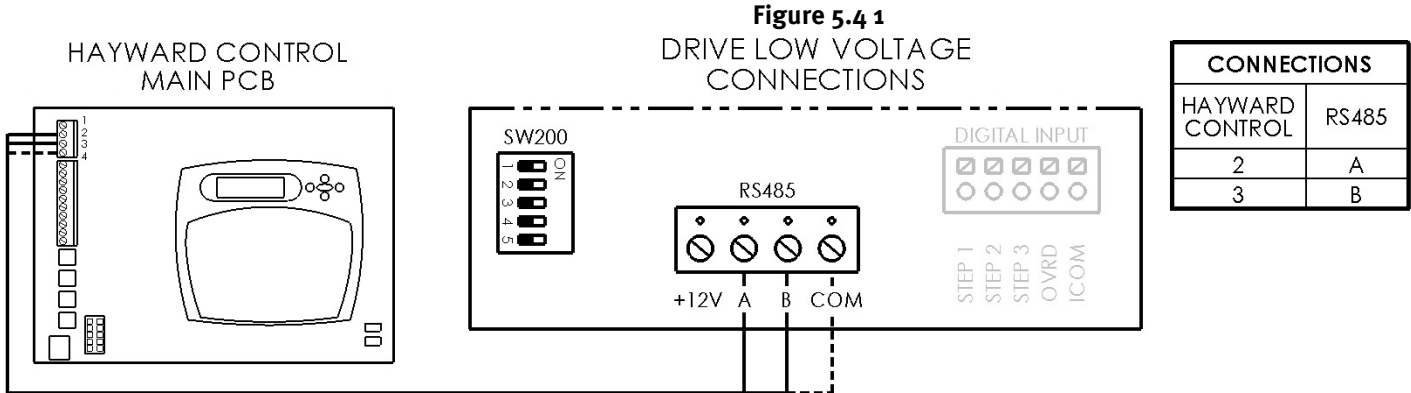 Figure 5.4 1
HAYWARD CONTROL
MAIN PCB
1
2
3
4
DRIVE LOW VOLTAGE
CONNECTIONS
SW200
ON
1
2
3
4
5
RS485
+12V A B COM
DIGITAL INPUT
STEP 1
STEP 2
STEP 3
OVRD
ICOM
CONNECTIONS
HAYWARD CONTROL RS485
2 A
3 B